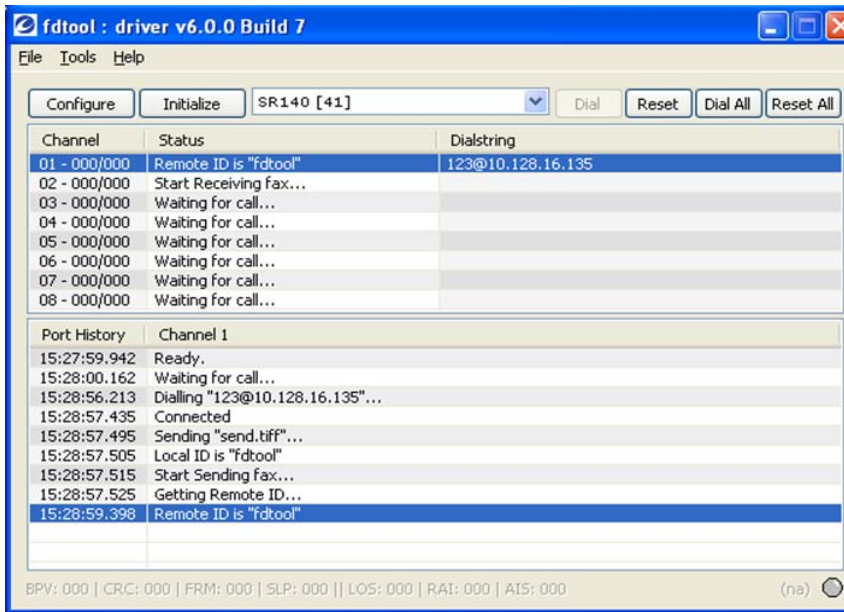 fdtool : driver v6.0.0 Build 7
File Tools Help
Configure Initialize SR140 [41] Dial Reset Dial All Reset All
Channel Status Dialstring
01 - 000/000 Remote ID is "fdtool" 123@10.128.16.135
02 - 000/000 Start Receiving fax...
03 - 000/000 Waiting for call...
04 - 000/000 Waiting for call...
05 - 000/000 Waiting for call...
06 - 000/000 Waiting for call...
07 - 000/000 Waiting for call...
08 - 000/000 Waiting for call...
Port History Channel 1
15:27:59.942 Ready.
15:28:00.162 Waiting for call...
15:28:56.213 Dialling "123@10.128.16.135"...
15:28:57.435 Connected
15:28:57.495 Sending "send.tiff"...
15:28:57.505 Local ID is "fdtool"
15:28:57.515 Start Sending fax...
15:28:57.525 Getting Remote ID...
15:28:59.398 Remote ID is "fdtool"
BPV: 000 | CRC: 000 | FRM: 000 | SLP: 000 || LOS: 000 | RAI: 000 | AIS: 000 (na)